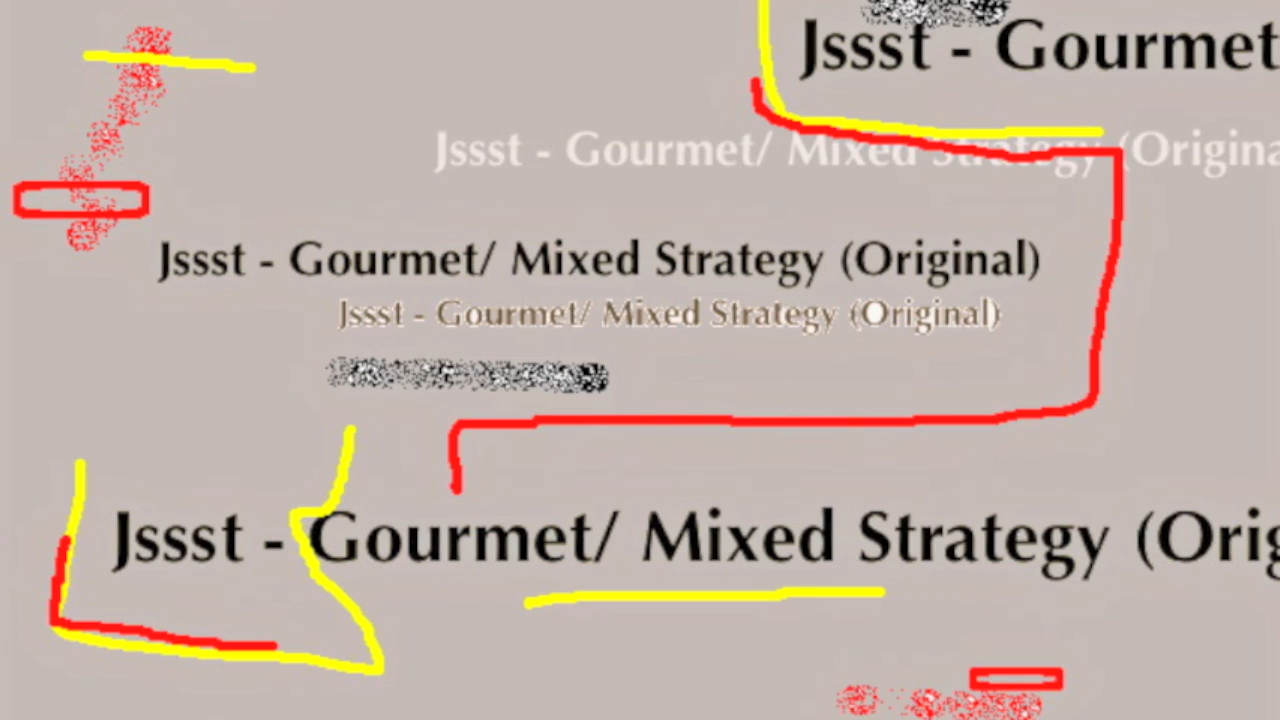 Jssst - Gourmet
Jssst - Gourmet/ Mixed Strategy (Origina
Jssst - Gourmet/ Mixed Strategy (Original)
Jssst - Gourmet/ Mixed Strategy (Original)
Jssst - Gourmet/ Mixed Strategy (Orig